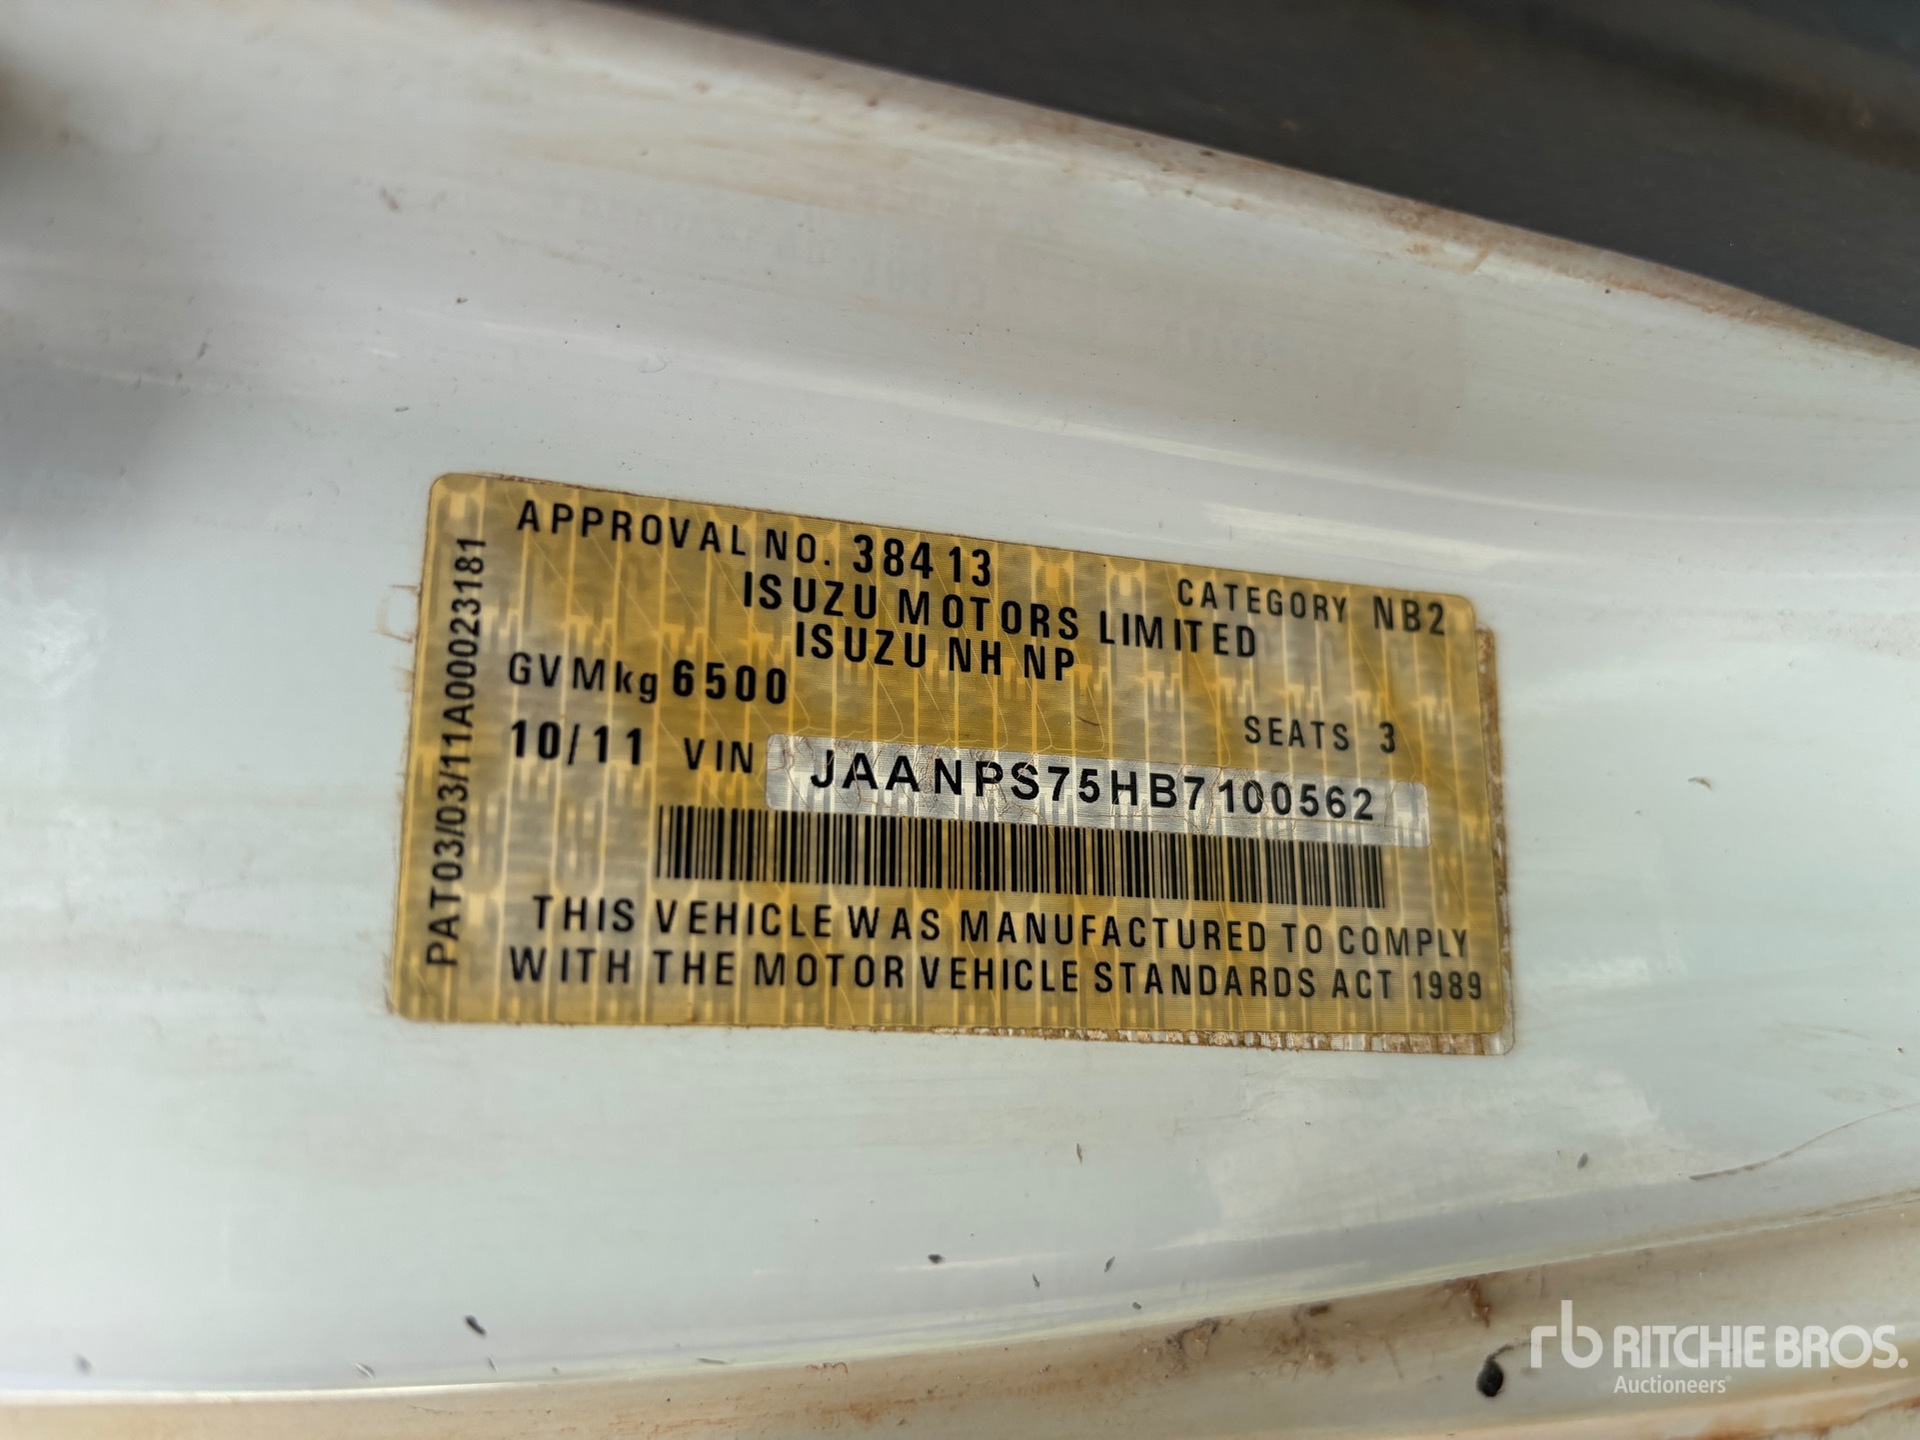 APPROVAL NO. 38413
CATEGORY NB2
ISUZU MOTORS LIMITED
ISUZU NH NP
GVMkg 6500
SEATS 3
10/11 VIN JAANPS75HB7100562
THIS VEHICLE WAS MANUFACTURED TO COMPLY
WITH THE MOTOR VEHICLE STANDARDS ACT 1989
PAT03/03/11A00023181
rb RITCHIE BROS.
Auctioneers